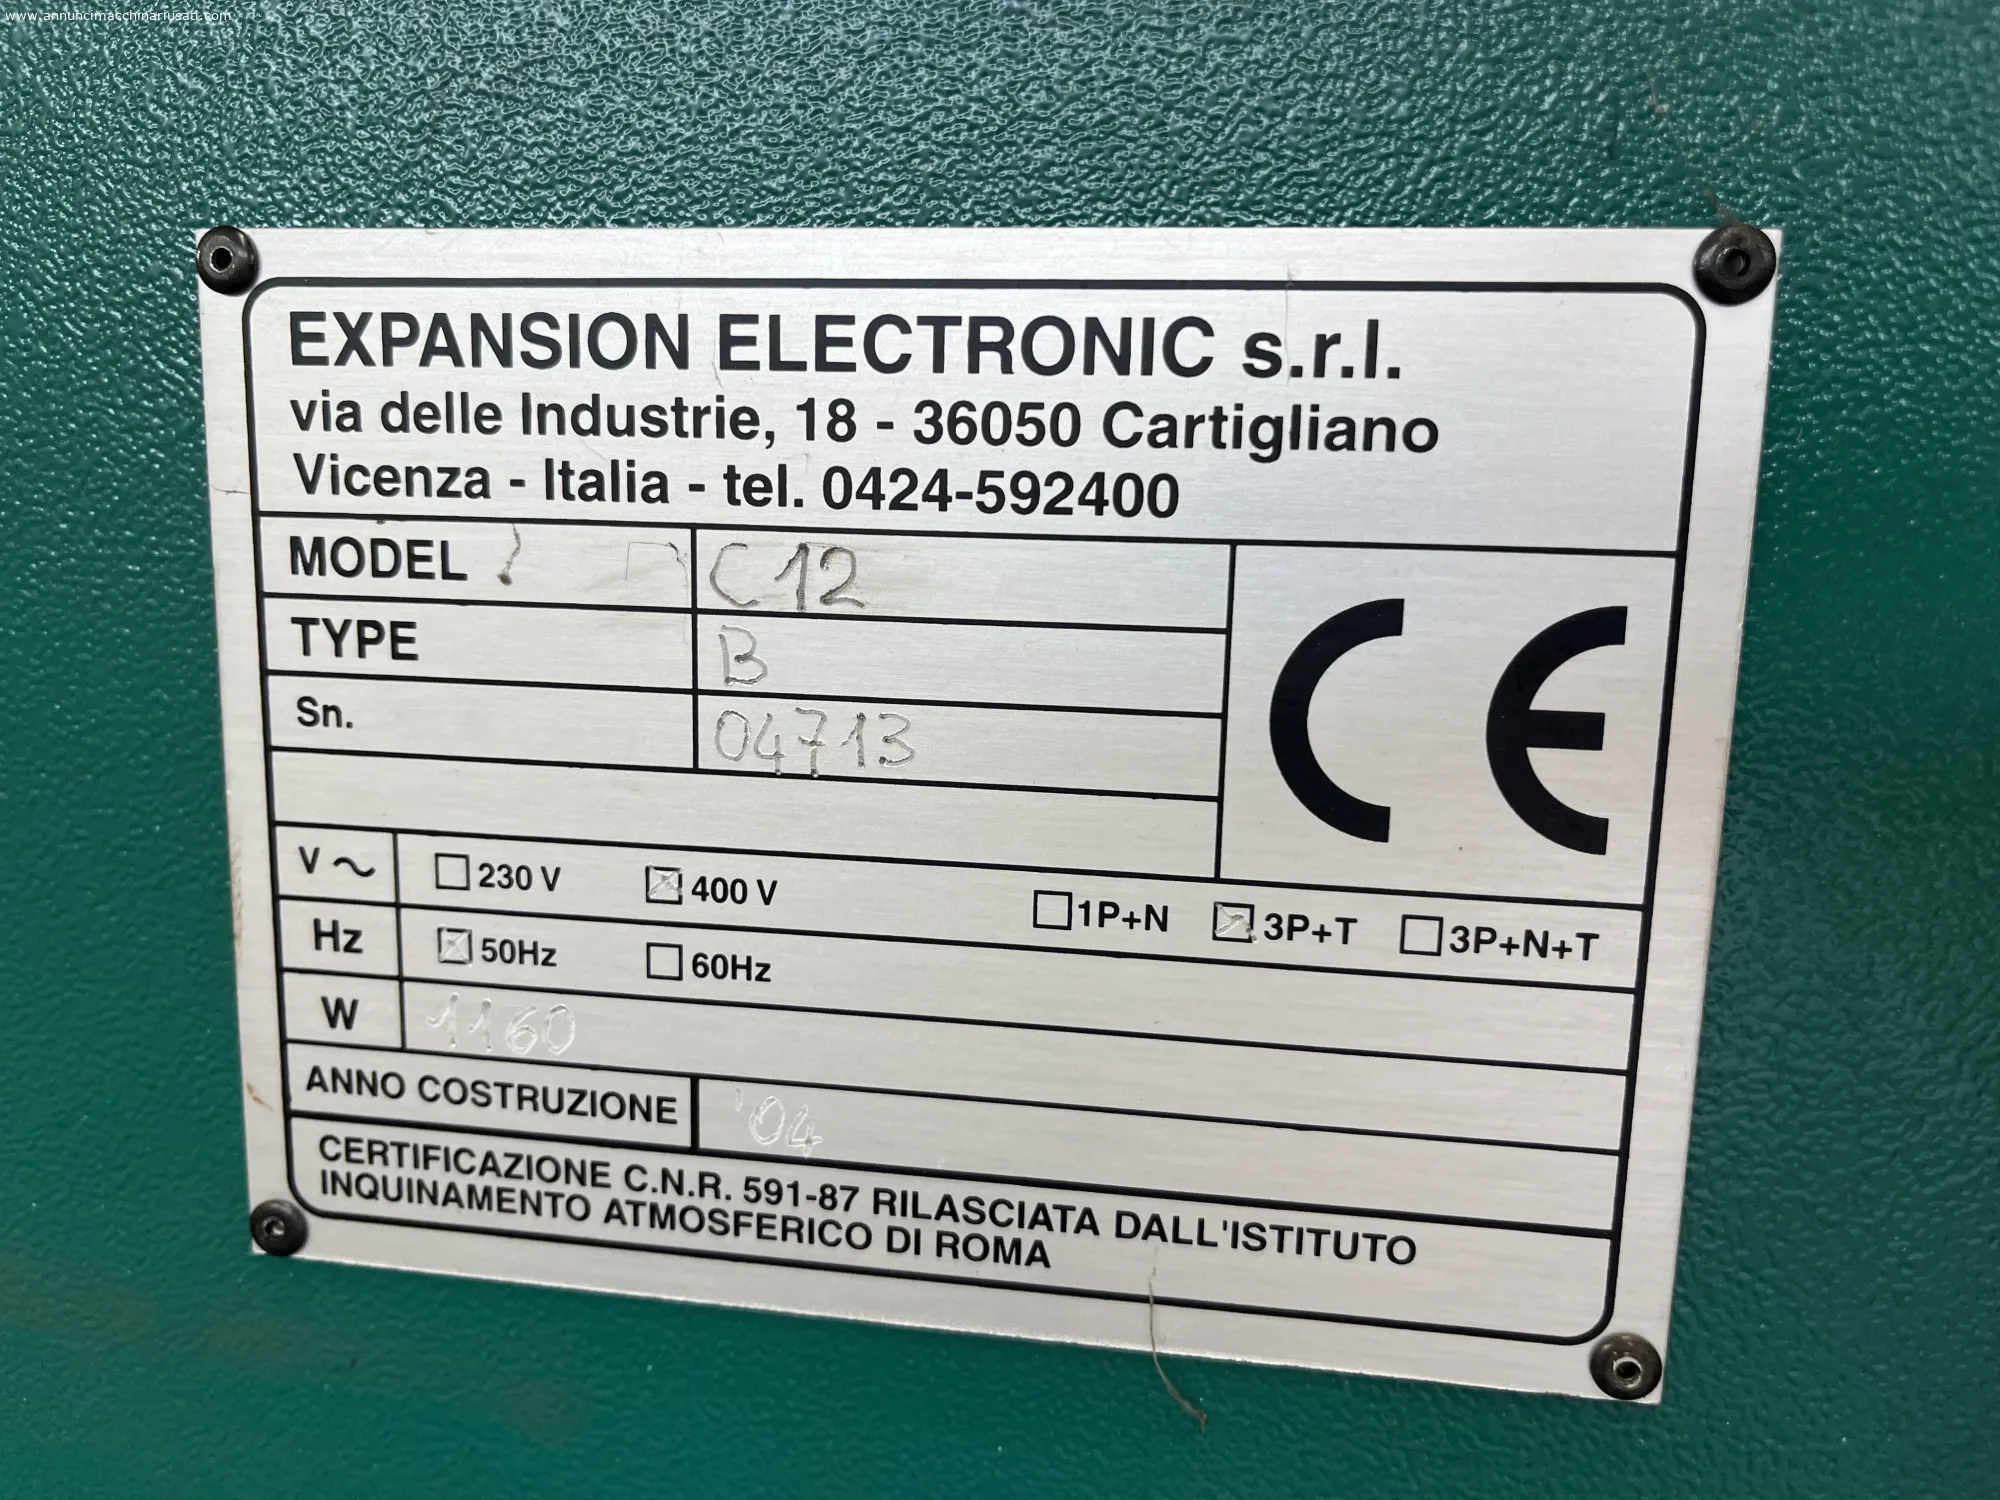 www.annuncimacchinariusati.com
EXPANSION ELECTRONIC s.r.l.
via delle Industrie, 18 - 36050 Cartigliano
Vicenza - Italia - tel. 0424-592400
MODEL C12
TYPE B
Sn. 04713
CE
V ~ 230 V 400 V 1P+N 3P+T 3P+N+T
Hz 50Hz 60Hz
W 1160
ANNO COSTRUZIONE '04
CERTIFICAZIONE C.N.R. 591-87 RILASCIATA DALL'ISTITUTO
INQUINAMENTO ATMOSFERICO DI ROMA